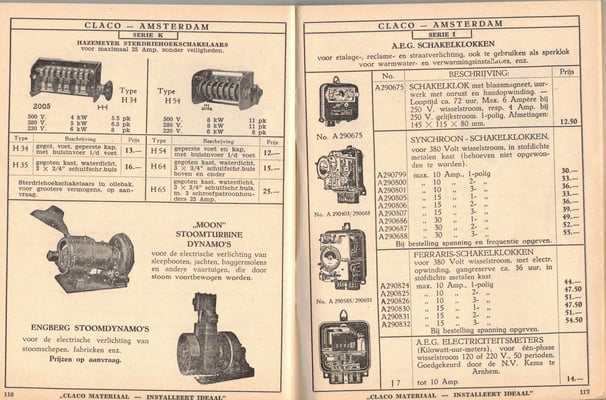 CLACO — AMSTERDAM
SERIE K
HAZEMEYER STERDRIEHOEKSCHAKELAARS
voor maximaal 25 Amp. zonder veiligheden.
Type
H 34
2005
Type
H 54
500 V. 4 kW 5.5 pk
380 V. 5 kW 6.5 pk
220 V. 6 kW 8 pk
500 V. 8 kW 11 pk
380 V. 8 kW 11 pk
220 V. 6 kW 8 pk
Type Beschrijving Prijs
H 34 gegot. voet, geperste kap, met buisinvoer t/d voet 13.—
H 35 gegoten kast, waterdicht, 3 × 3/4" schuifschr.buis 16.—
Type Beschrijving Prijs
H 54 geperste voet en kap, met buisinvoer t/d voet 12.—
H 64 gegoten kast, waterdicht, 3 × 3/4" schuifschr.buis boven en onder 15.—
Sterdriehoekschakelaars in oliebak, voor grootere vermogens, op aanvraag.
H 65 gegoten kast, waterdicht, 3 × 3/4" schuifschr.buis, m. 3 schroefpatroonhouders 25 Amp. 25.—
„MOON"
STOOMTURBINE
DYNAMO'S
voor de electrische verlichting van
sleepbooten, jachten, baggermolens
en andere vaartuigen, die door
stoom voortbewogen worden.
ENGBERG STOOMDYNAMO'S
voor de electrische verlichting van
stoomschepen, fabrieken enz.
Prijzen op aanvraag.
116
„CLACO MATERIAAL — INSTALLEERT IDEAAL"
CLACO — AMSTERDAM
SERIE I
A.E.G. SCHAKELKLOKKEN
voor etalage-, reclame- en straatverlichting, ook te gebruiken als sperklok
voor warmwater- en verwarmingsinstallaties, enz.
No. BESCHRIJVING: Prijs
A290675 SCHAKELKLOK met blaasmagneet, uurwerk met onrust en handopwinding. —
Looptijd ca. 72 uur. Max. 6 Ampère bij
250 V. wisselstroom, resp. 4 Amp. bij
250 V. gelijkstroom. 1-polig. Afmetingen:
145 × 115 × 80 mm. 12.50
No. A 290675
SYNCHROON - SCHAKELKLOKKEN,
voor 380 Volt wisselstroom, in stofdichte
metalen kast (behoeven niet opgewonden te worden).
A290799 max. 10 Amp., 1-polig 30.—
A290800 „ 10 „ 2- „ 33.—
A290801 „ 10 „ 3- „ 36.—
A290806 „ 15 „ 1- „ 33.—
A290807 „ 15 „ 2- „ 36.—
A290815 „ 15 „ 3- „ 39.—
A290403 „ 30 „ 1- „ 49.—
A290687 „ 30 „ 2- „ 52.—
A290688 „ 30 „ 3- „ 55.—
Bij bestelling spanning en frequentie opgeven.
No. A 290403/290688
FERRARIS-SCHAKELKLOKKEN
voor 380 Volt wisselstroom, met electr.
opwinding, gangreserve ca. 36 uur, in
stofdichte metalen kast
A290824 max. 10 Amp., 1-polig 44.—
A290825 „ 10 „ 2- „ 47.50
A290826 „ 10 „ 3- „ 51.—
A290830 „ 15 „ 1- „ 47.50
A290831 „ 15 „ 2- „ 51.—
A290832 „ 15 „ 3- „ 54.50
Bij bestelling spanning opgeven.
No. A 290585/290691
A.E.G. ELECTRICITEITSMETERS
(Kilowatt-uur-meters), voor één-phase
wisselstroom 120 of 220 V., 50 perioden.
Goedgekeurd door de N.V. Kema te
Arnhem.
J 7 tot 10 Amp. 14.—
„CLACO MATERIAAL — INSTALLEERT IDEAAL"
117